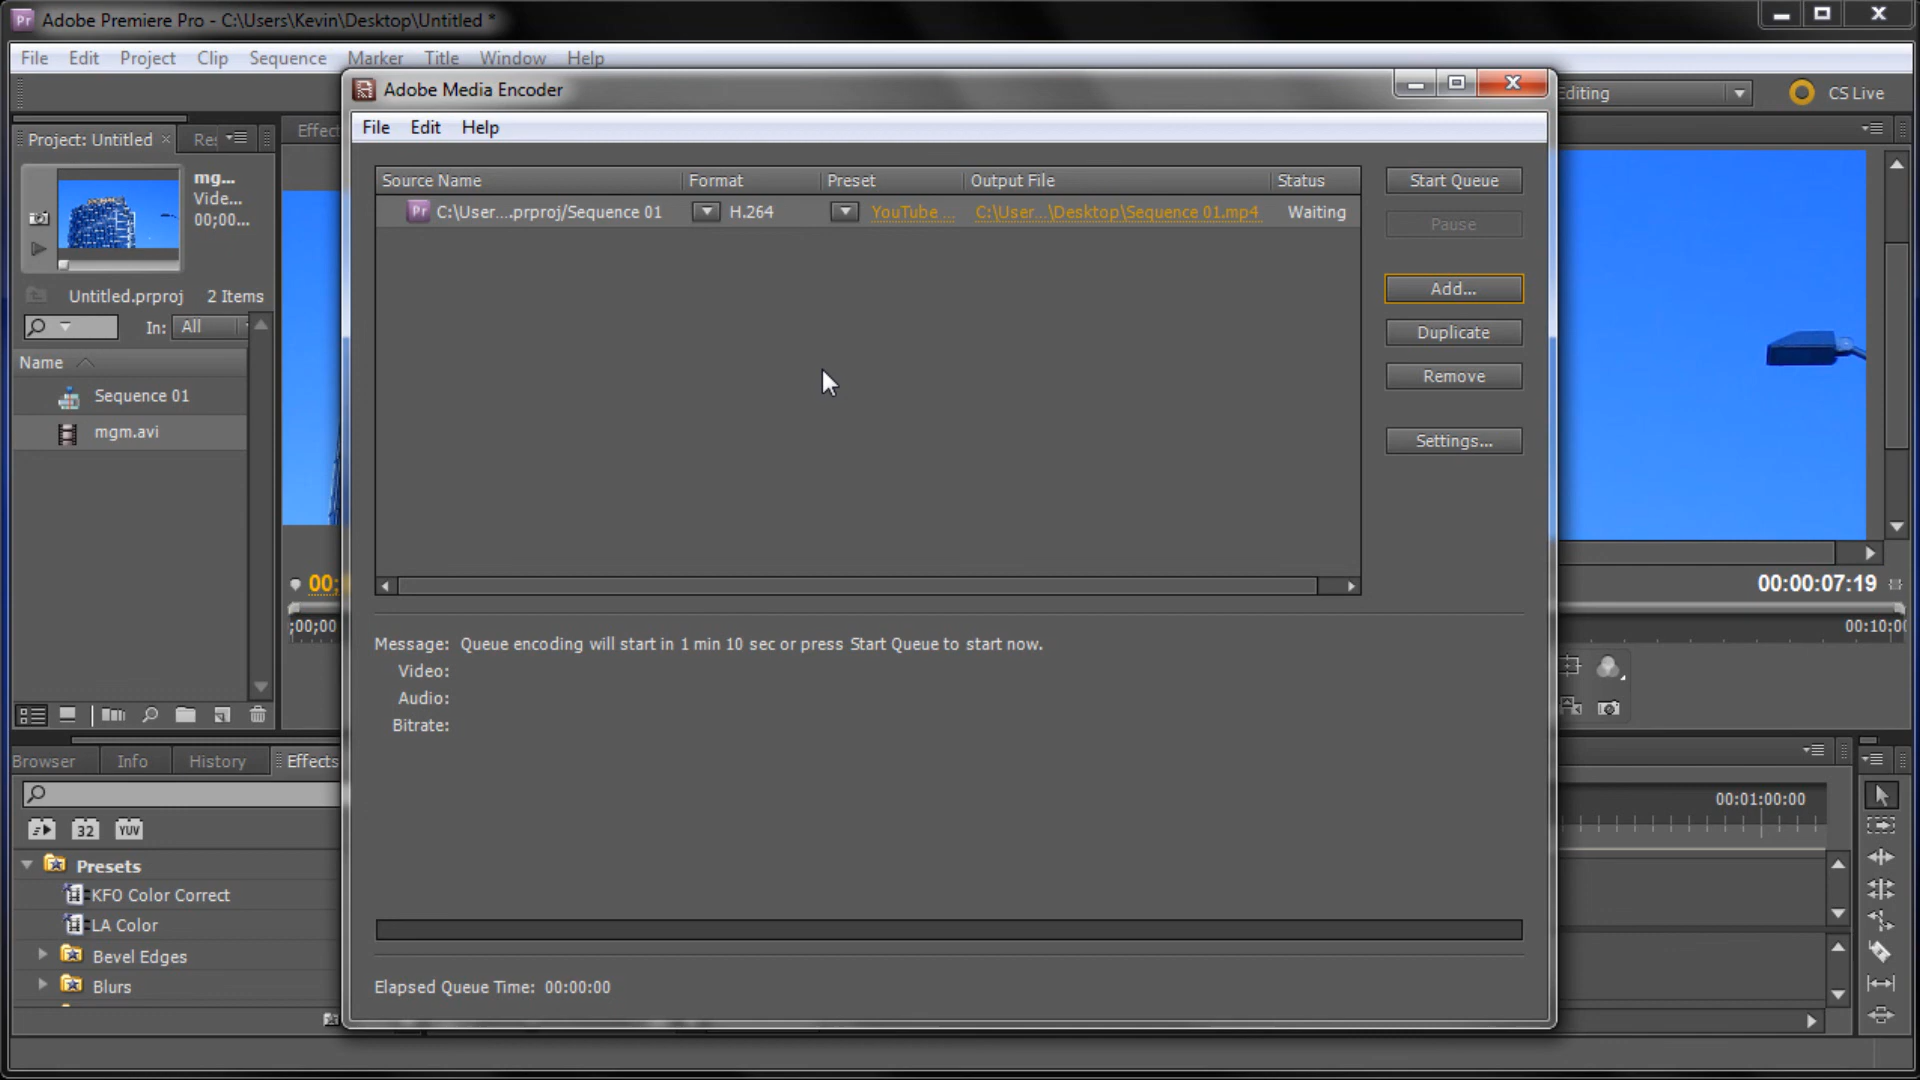 Adobe Premiere Pro - C:\Users\Kevin\Desktop\Untitled *
File Edit Project Clip Sequence Marker Title Window Help
Adobe Media Encoder
Editing
CS Live
File Edit Help
Project: Untitled
Effec
Source Name Format Preset Output File Status
C:\User...prproj/Sequence 01 H.264 YouTube ... C:\User...\Desktop\Sequence 01.mp4 Waiting
Start Queue
Pause
Add...
Duplicate
Remove
Settings...
mg...
Vide...
00;00...
Untitled.prproj 2 Items
In: All
Name
Sequence 01
mgm.avi
00;
;00;00
00:00:07:19
00:10:0
Message: Queue encoding will start in 1 min 10 sec or press Start Queue to start now.
Video:
Audio:
Bitrate:
Elapsed Queue Time: 00:00:00
Browser Info History Effects
32 YUV
Presets
KFO Color Correct
LA Color
Bevel Edges
Blurs
00:01:00:00